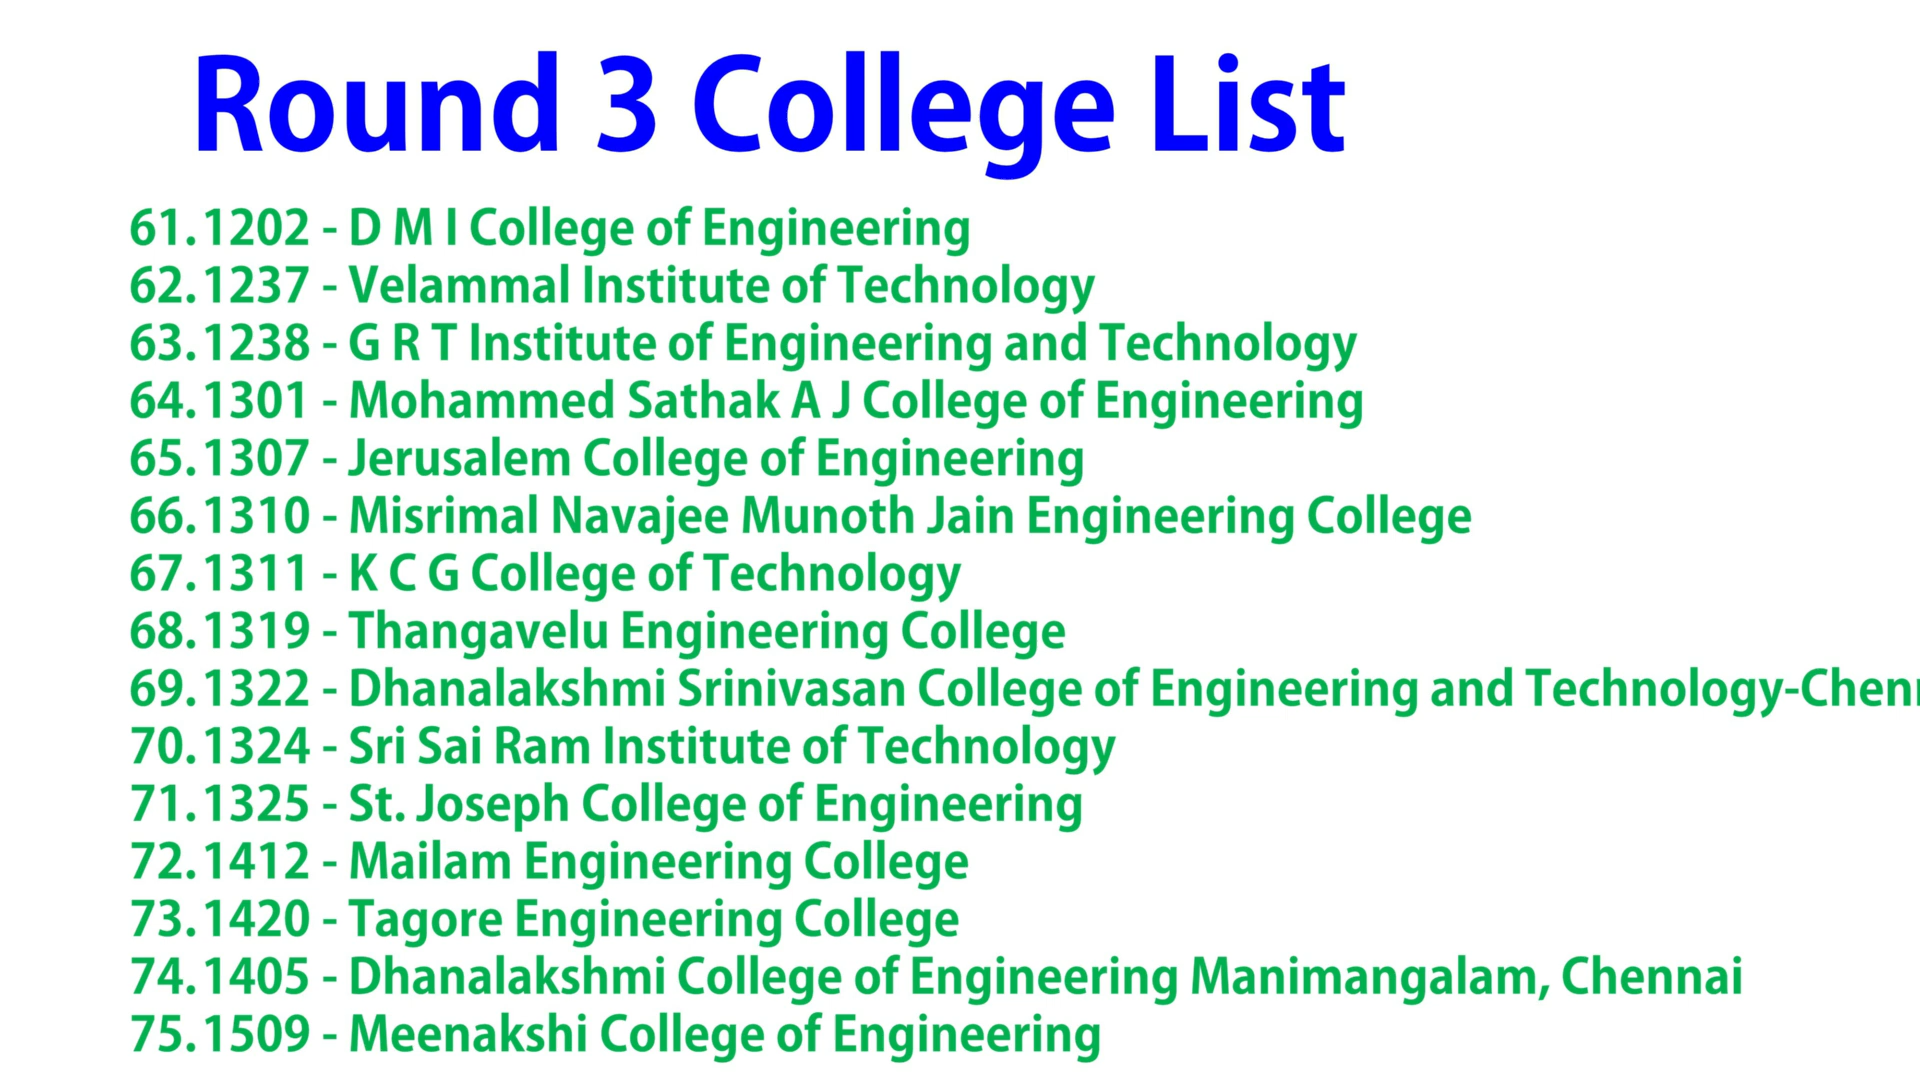 Round 3 College List
61.1202 - D M I College of Engineering
62.1237 - Velammal Institute of Technology
63.1238 - G R T Institute of Engineering and Technology
64.1301 - Mohammed Sathak A J College of Engineering
65.1307 - Jerusalem College of Engineering
66.1310 - Misrimal Navajee Munoth Jain Engineering College
67.1311 - K C G College of Technology
68.1319 - Thangavelu Engineering College
69.1322 - Dhanalakshmi Srinivasan College of Engineering and Technology-Chen
70.1324 - Sri Sai Ram Institute of Technology
71.1325 - St. Joseph College of Engineering
72.1412 - Mailam Engineering College
73.1420 - Tagore Engineering College
74.1405 - Dhanalakshmi College of Engineering Manimangalam, Chennai
75.1509 - Meenakshi College of Engineering